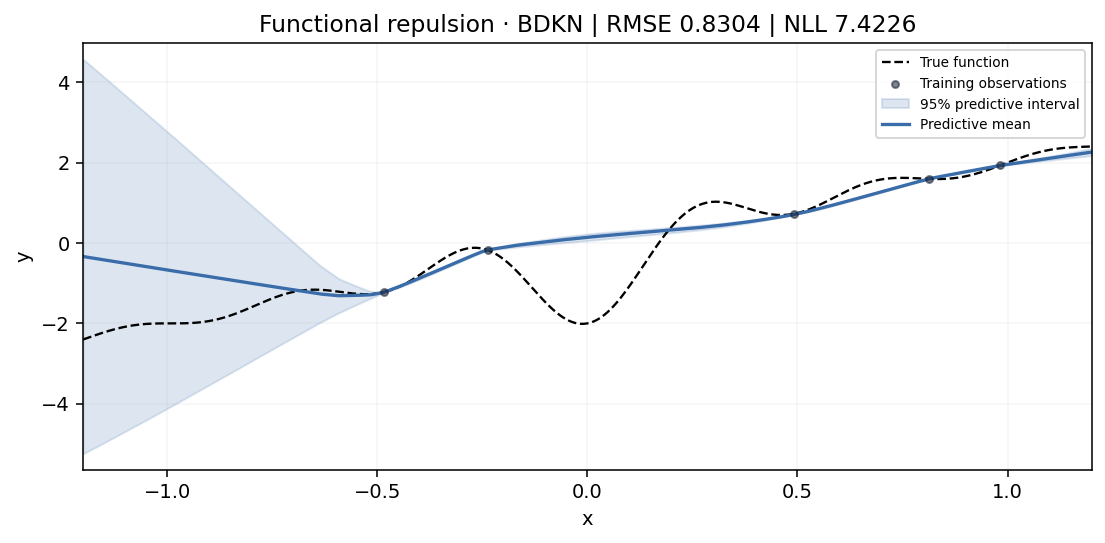 Functional repulsion · BDKN | RMSE 0.8304 | NLL 7.4226
True function
Training observations
95% predictive interval
Predictive mean
y
4
2
0
−2
−4
−1.0
−0.5
0.0
0.5
1.0
x